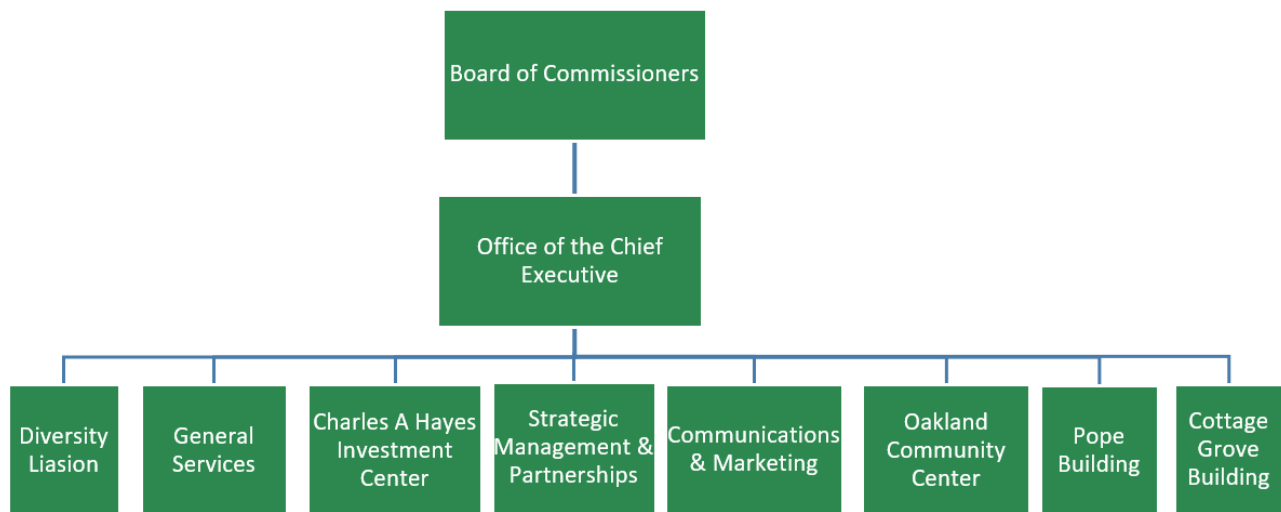 Board of Commissioners
Office of the Chief
Executive
Diversity
Liasion
General
Services
Charles A Hayes
Investment
Center
Strategic
Management &
Partnerships
Communications
& Marketing
Oakland
Community
Center
Pope
Building
Cottage
Grove
Building